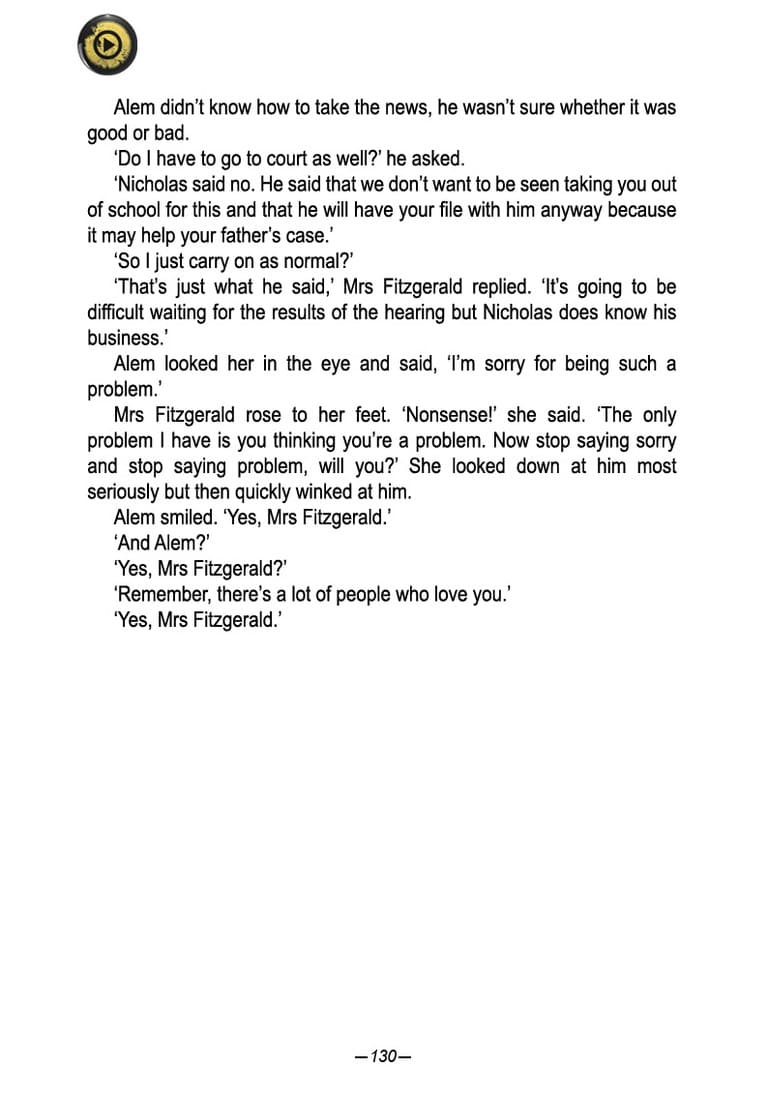 Alem didn’t know how to take the news, he wasn’t sure whether it was
good or bad.
‘Do I have to go to court as well?’ he asked.
‘Nicholas said no. He said that we don’t want to be seen taking you out
of school for this and that he will have your file with him anyway because
it may help your father’s case.’
‘So I just carry on as normal?’
‘That’s just what he said,’ Mrs Fitzgerald replied. ‘It’s going to be
difficult waiting for the results of the hearing but Nicholas does know his
business.’
Alem looked her in the eye and said, ‘I’m sorry for being such a
problem.’
Mrs Fitzgerald rose to her feet. ‘Nonsense!’ she said. ‘The only
problem I have is you thinking you’re a problem. Now stop saying sorry
and stop saying problem, will you?’ She looked down at him most
seriously but then quickly winked at him.
Alem smiled. ‘Yes, Mrs Fitzgerald.’
‘And Alem?’
‘Yes, Mrs Fitzgerald?’
‘Remember, there’s a lot of people who love you.’
‘Yes, Mrs Fitzgerald.’
—130—